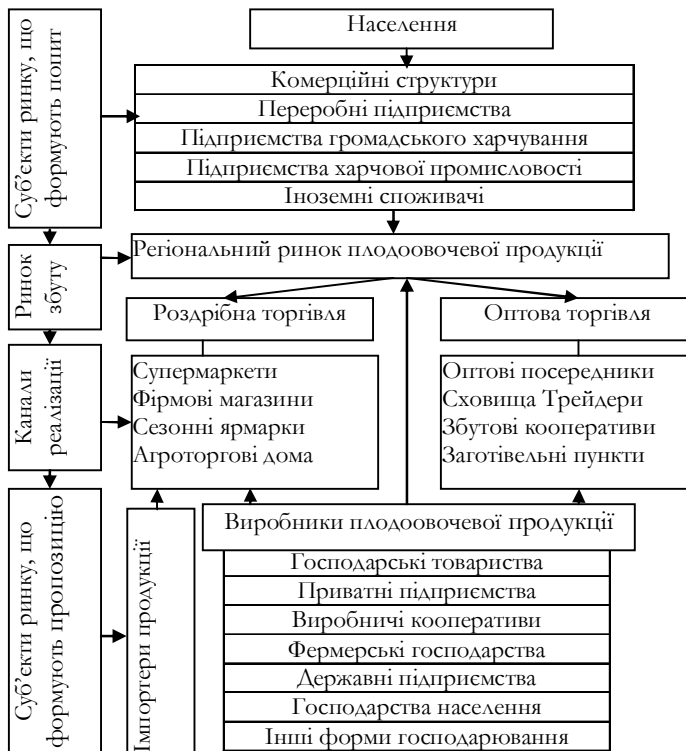 Суб'єкти ринку, що
формують попит
Населення
Комерційні структури
Переробні підприємства
Підприємства громадського харчування
Підприємства харчової промисловості
Іноземні споживачі
Ринок
збуту
Регіональний ринок плодоовочевої продукції
Роздрібна торгівля
Оптова торгівля
Канали
реалізації
Супермаркети
Фірмові магазини
Сезонні ярмарки
Агроторгові дома
Оптові посередники
Сховища Трейдери
Збутові кооперативи
Заготівельні пункти
Суб'єкти ринку, що
формують пропозицію
Імпортери продукції
Виробники плодоовочевої продукції
Господарські товариства
Приватні підприємства
Виробничі кооперативи
Фермерські господарства
Державні підприємства
Господарства населення
Інші форми господарювання